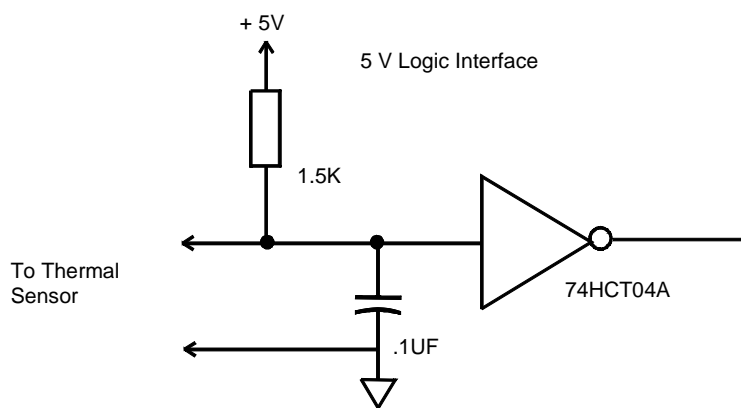 + 5V
5 V Logic Interface
1.5K
To Thermal
Sensor
74HCT04A
.1UF